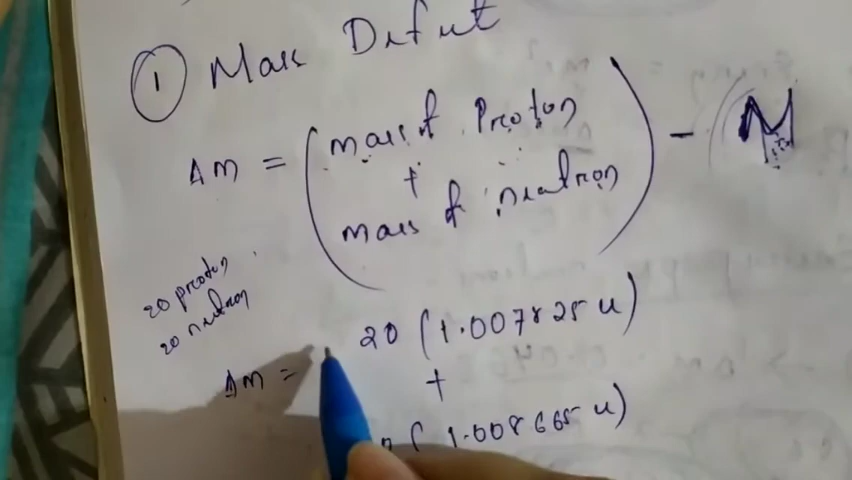 1 Mass Defect
ΔM = ( mass of Proton
+
mass of neutron ) - ( M
20 proton
20 neutron
20 ( 1.007825 u )
ΔM =
+
( 1.008665 u )